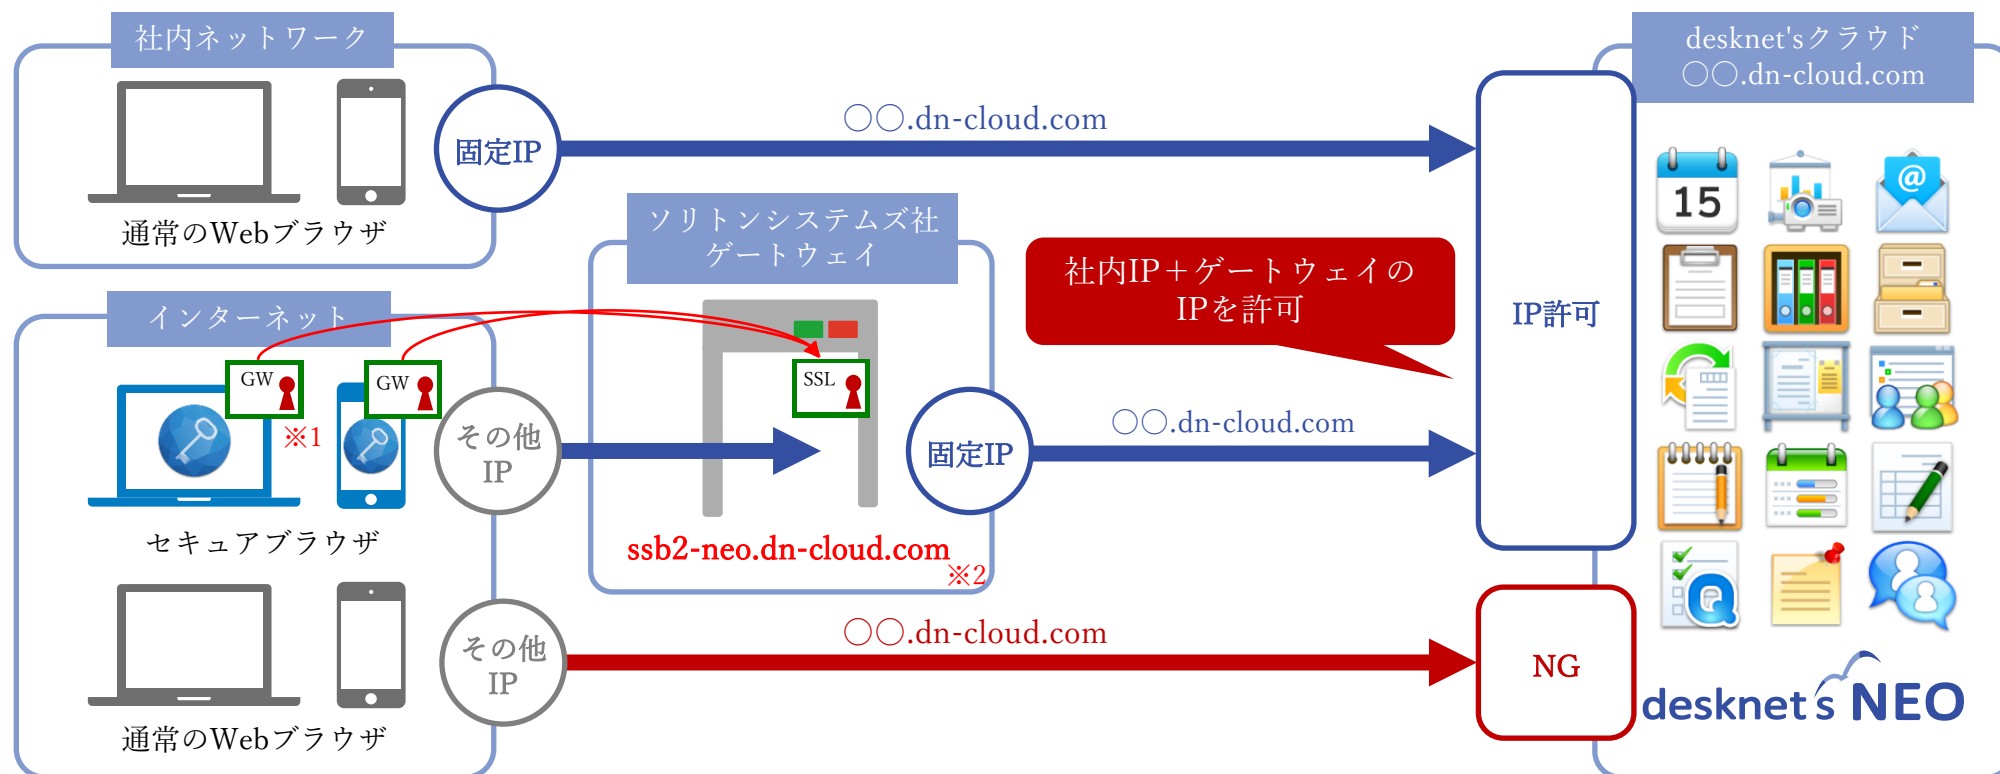 社内ネットワーク
通常のWebブラウザ
固定IP
〇〇.dn-cloud.com
desknet'sクラウド
〇〇.dn-cloud.com
ソリトンシステムズ社
ゲートウェイ
社内IP＋ゲートウェイの
IPを許可
IP許可
インターネット
GW
GW
※1
セキュアブラウザ
その他
IP
SSL
固定IP
〇〇.dn-cloud.com
ssb2-neo.dn-cloud.com
※2
通常のWebブラウザ
その他
IP
〇〇.dn-cloud.com
NG
15
@
Q
desknet's NEO